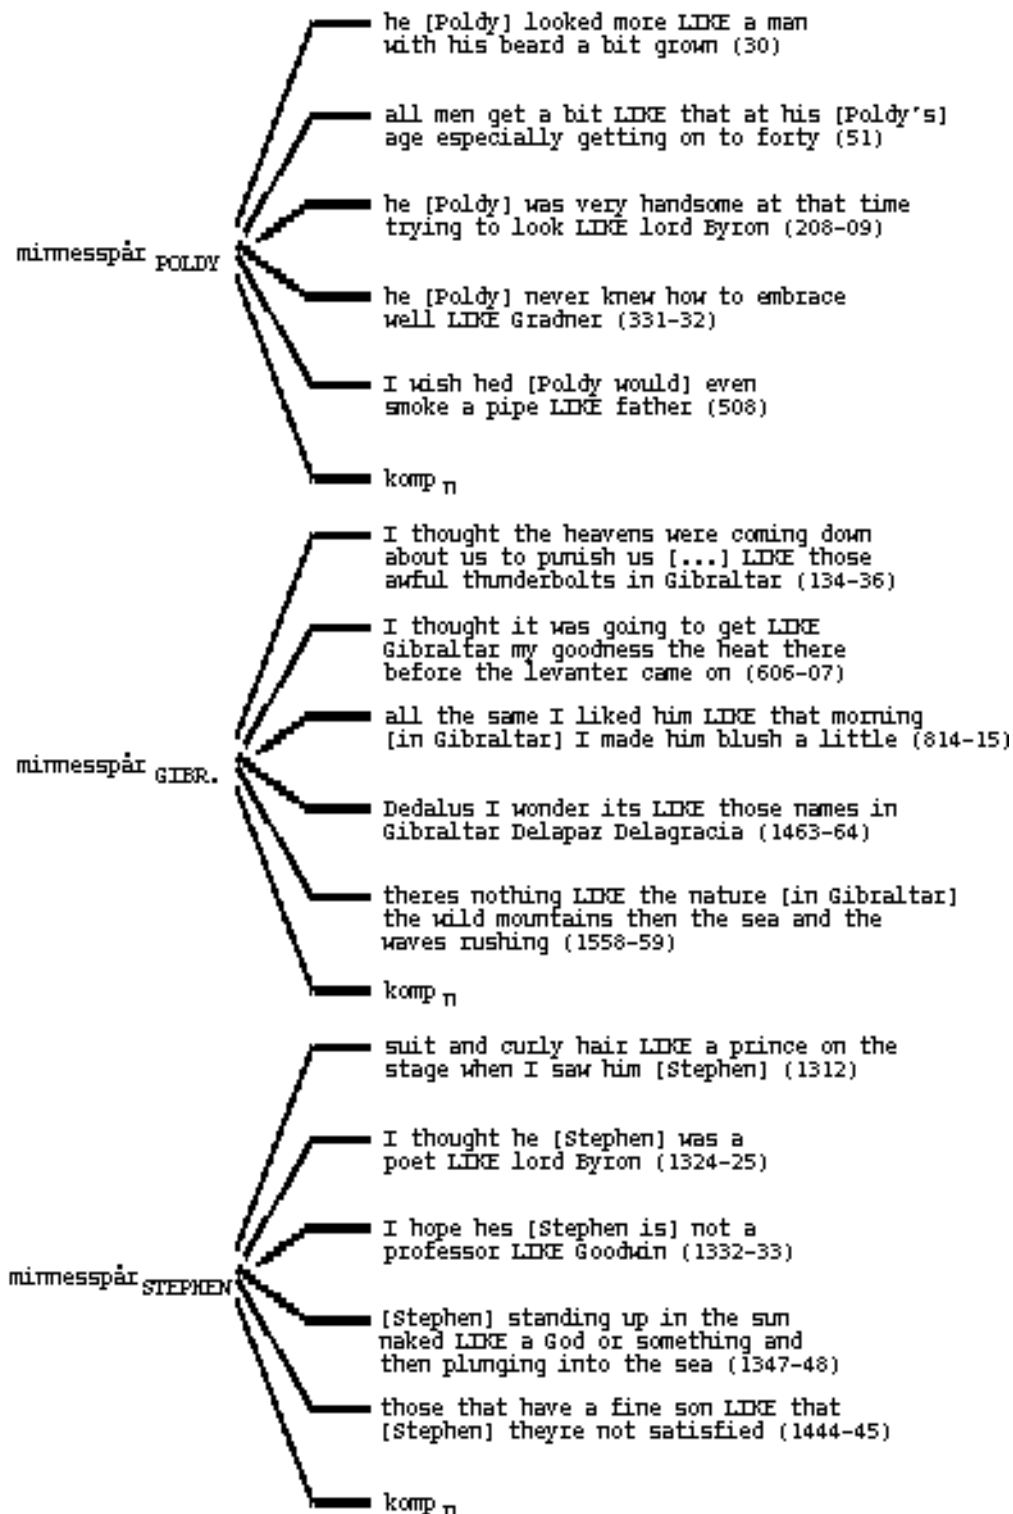 he [Poldy] looked more LIKE a man
with his beard a bit grown (30)
all men get a bit LIKE that at his [Poldy's]
age especially getting on to forty (51)
he [Poldy] was very handsome at that time
trying to look LIKE lord Byron (208-09)
minnesspår POLDY
he [Poldy] never knew how to embrace
well LIKE Gradner (331-32)
I wish hed [Poldy would] even
smoke a pipe LIKE father (508)
komp n
I thought the heavens were coming down
about us to punish us [...] LIKE those
awful thunderbolts in Gibraltar (134-36)
I thought it was going to get LIKE
Gibraltar my goodness the heat there
before the levanter came on (606-07)
all the same I liked him LIKE that morning
[in Gibraltar] I made him blush a little (814-15)
minnesspår GIBR.
Dedalus I wonder its LIKE those names in
Gibraltar Delapaz Delagracia (1463-64)
theres nothing LIKE the nature [in Gibraltar]
the wild mountains then the sea and the
waves rushing (1558-59)
komp n
suit and curly hair LIKE a prince on the
stage when I saw him [Stephen] (1312)
I thought he [Stephen] was a
poet LIKE lord Byron (1324-25)
I hope hes [Stephen is] not a
professor LIKE Goodwin (1332-33)
minnesspår STEPHEN
[Stephen] standing up in the sun
naked LIKE a God or something and
then plunging into the sea (1347-48)
those that have a fine son LIKE that
[Stephen] theyre not satisfied (1444-45)
komp n